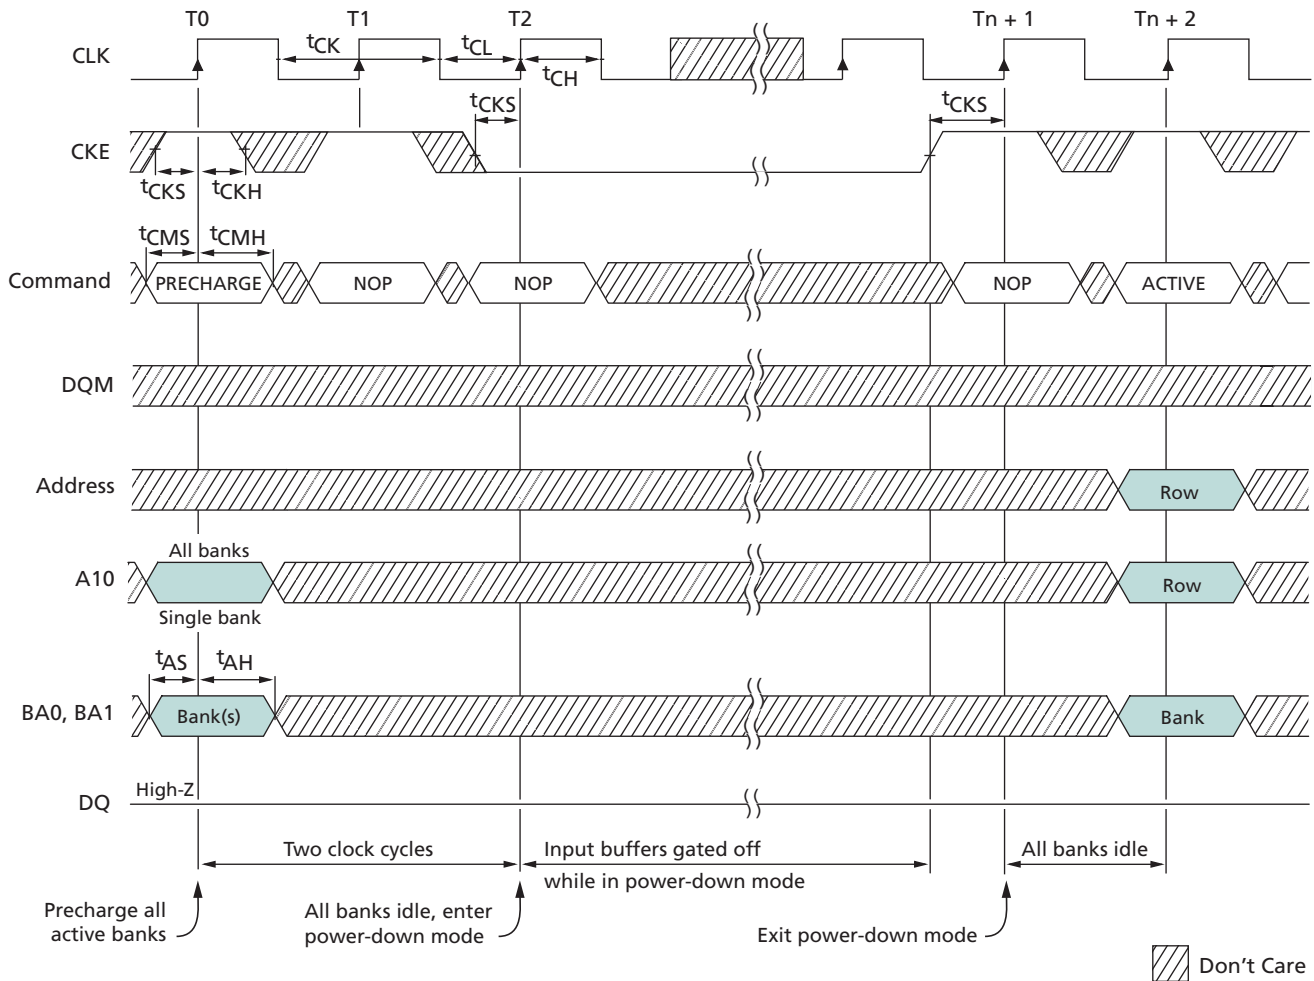 T0 T1 T2 Tn + 1 Tn + 2
CLK
tCK tCL
tCH
tCKS tCKS
CKE
tCKS tCKH
tCMS tCMH
Command PRECHARGE NOP NOP NOP ACTIVE
DQM
Address Row
All banks
A10 Row
Single bank
tAS tAH
BA0, BA1 Bank(s) Bank
High-Z
DQ
Two clock cycles
Input buffers gated off
while in power-down mode
All banks idle
Precharge all
active banks
All banks idle, enter
power-down mode
Exit power-down mode
Don't Care